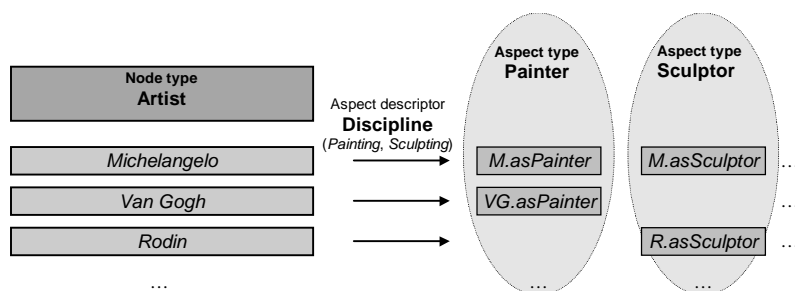 Node type
Artist
Aspect descriptor
Discipline
(Painting, Sculpting)
Aspect type
Painter
Aspect type
Sculptor
Michelangelo
M.asPainter
M.asSculptor
...
Van Gogh
VG.asPainter
...
Rodin
R.asSculptor
...
...
...
...